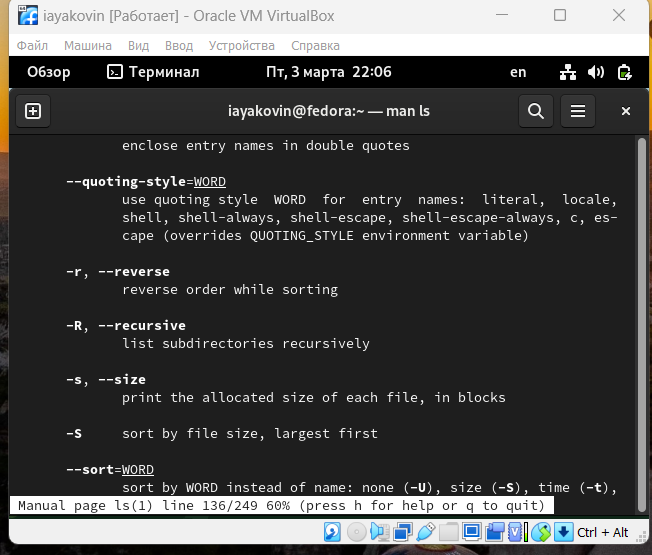 iayakovin [Работает] - Oracle VM VirtualBox
Файл Машина Вид Ввод Устройства Справка
Обзор Терминал Пт, 3 марта 22:06 en
iayakovin@fedora:~ — man ls
enclose entry names in double quotes
--quoting-style=WORD
use quoting style WORD for entry names: literal, locale,
shell, shell-always, shell-escape, shell-escape-always, c, es-
cape (overrides QUOTING_STYLE environment variable)
-r, --reverse
reverse order while sorting
-R, --recursive
list subdirectories recursively
-s, --size
print the allocated size of each file, in blocks
-S sort by file size, largest first
--sort=WORD
sort by WORD instead of name: none (-U), size (-S), time (-t),
Manual page ls(1) line 136/249 60% (press h for help or q to quit)
Ctrl + Alt